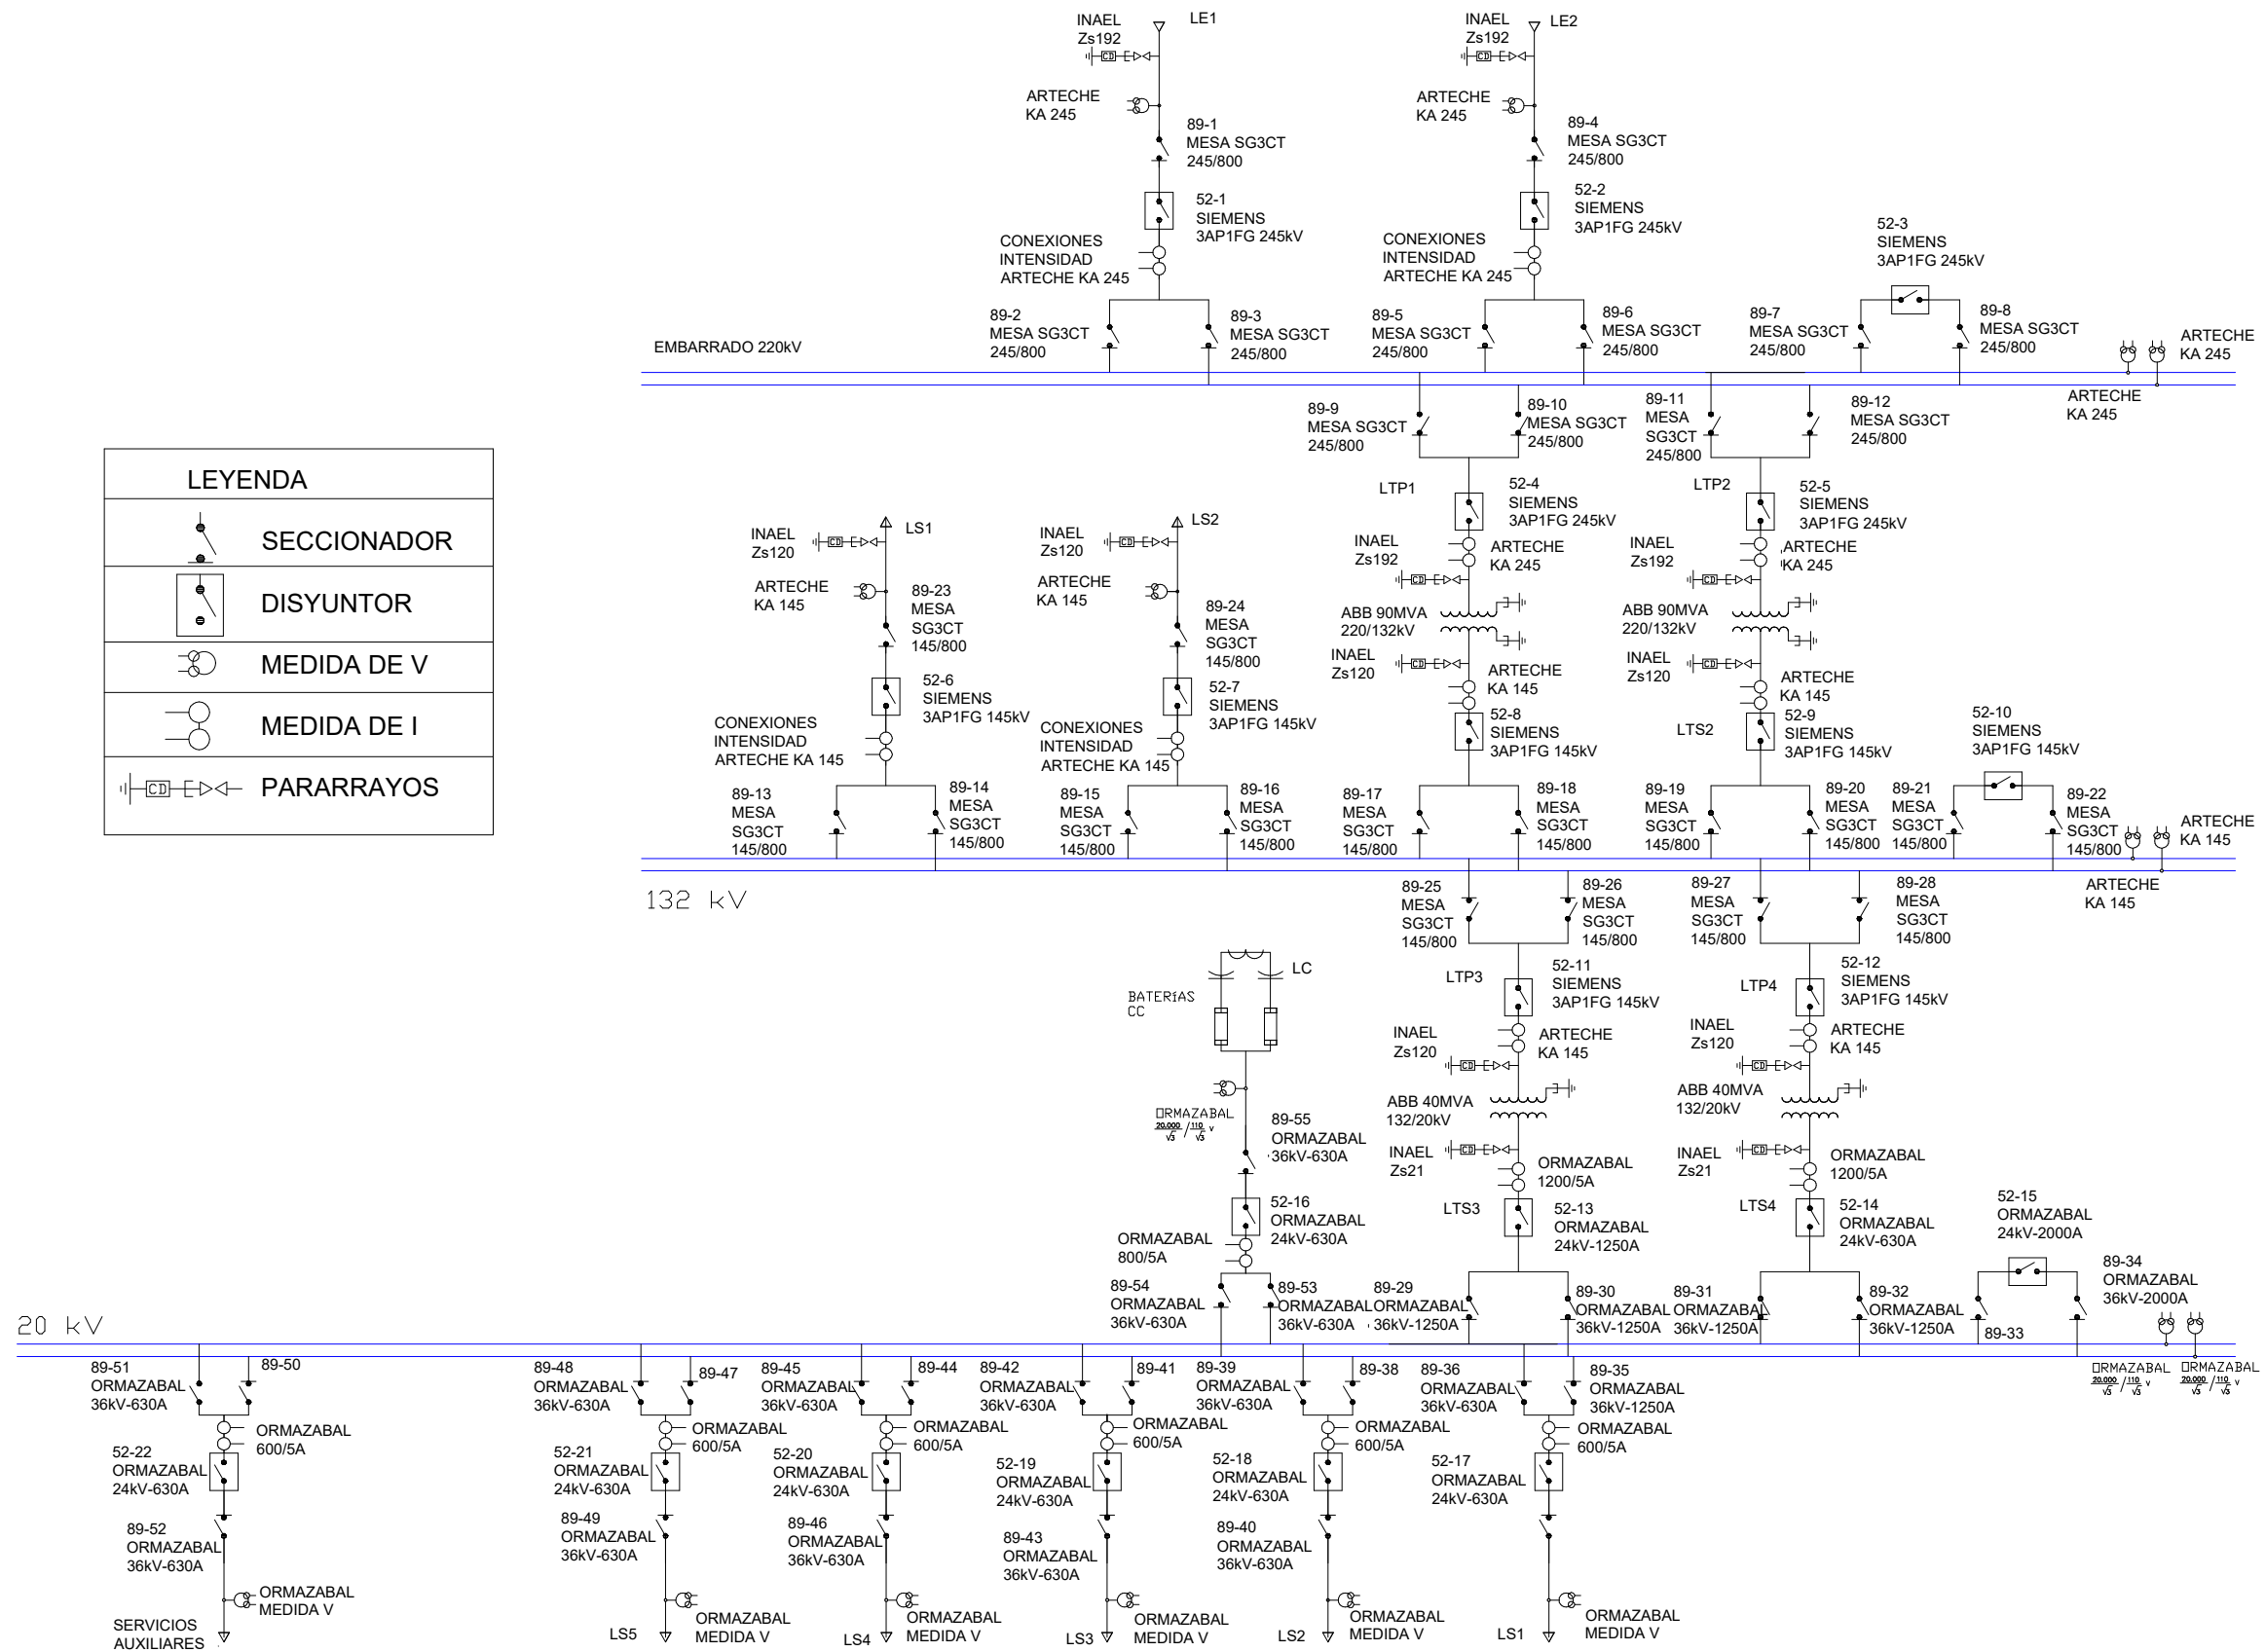 INAEL
Zs192
LE1
ARTECHE
KA 245
89-1
MESA SG3CT
245/800
52-1
SIEMENS
3AP1FG 245kV
CONEXIONES
INTENSIDAD
ARTECHE KA 245
89-2
MESA SG3CT
245/800
89-3
MESA SG3CT
245/800
INAEL
Zs192
LE2
ARTECHE
KA 245
89-4
MESA SG3CT
245/800
52-2
SIEMENS
3AP1FG 245kV
CONEXIONES
INTENSIDAD
ARTECHE KA 245
89-5
MESA SG3CT
245/800
89-6
MESA SG3CT
245/800
52-3
SIEMENS
3AP1FG 245kV
89-7
MESA SG3CT
245/800
89-8
MESA SG3CT
245/800
ARTECHE
KA 245
EMBARRADO 220kV
ARTECHE
KA 245
89-9
MESA SG3CT
245/800
89-10
MESA SG3CT
245/800
89-11
MESA
SG3CT
245/800
89-12
MESA SG3CT
245/800
LEYENDA
SECCIONADOR
DISYUNTOR
MEDIDA DE V
MEDIDA DE I
CD
PARARRAYOS
INAEL
Zs120
LS1
ARTECHE
KA 145
89-23
MESA
SG3CT
145/800
52-6
SIEMENS
3AP1FG 145kV
CONEXIONES
INTENSIDAD
ARTECHE KA 145
89-13
MESA
SG3CT
145/800
89-14
MESA
SG3CT
145/800
INAEL
Zs120
LS2
ARTECHE
KA 145
89-24
MESA
SG3CT
145/800
52-7
SIEMENS
3AP1FG 145kV
CONEXIONES
INTENSIDAD
ARTECHE KA 145
89-15
MESA
SG3CT
145/800
89-16
MESA
SG3CT
145/800
LTP1
52-4
SIEMENS
3AP1FG 245kV
INAEL
Zs192
ARTECHE
KA 245
ABB 90MVA
220/132kV
INAEL
Zs120
ARTECHE
KA 145
52-8
SIEMENS
3AP1FG 145kV
89-17
MESA
SG3CT
145/800
89-18
MESA
SG3CT
145/800
LTP2
52-5
SIEMENS
3AP1FG 245kV
INAEL
Zs192
ARTECHE
KA 245
ABB 90MVA
220/132kV
INAEL
Zs120
ARTECHE
KA 145
LTS2
52-9
SIEMENS
3AP1FG 145kV
89-19
MESA
SG3CT
145/800
89-20
MESA
SG3CT
145/800
52-10
SIEMENS
3AP1FG 145kV
89-21
MESA
SG3CT
145/800
89-22
MESA
SG3CT
145/800
ARTECHE
KA 145
132 kV
ARTECHE
KA 145
89-25
MESA
SG3CT
145/800
89-26
MESA
SG3CT
145/800
89-27
MESA
SG3CT
145/800
89-28
MESA
SG3CT
145/800
LC
BATERíAS
CC
ORMAZABAL
20.000/√3 / 110/√3 V
89-55
ORMAZABAL
36kV-630A
52-16
ORMAZABAL
24kV-630A
ORMAZABAL
800/5A
89-54
ORMAZABAL
36kV-630A
89-53
ORMAZABAL
36kV-630A
LTP3
52-11
SIEMENS
3AP1FG 145kV
INAEL
Zs120
ARTECHE
KA 145
ABB 40MVA
132/20kV
INAEL
Zs21
ORMAZABAL
1200/5A
LTS3
52-13
ORMAZABAL
24kV-1250A
89-29
ORMAZABAL
36kV-1250A
89-30
ORMAZABAL
36kV-1250A
LTP4
52-12
SIEMENS
3AP1FG 145kV
INAEL
Zs120
ARTECHE
KA 145
ABB 40MVA
132/20kV
INAEL
Zs21
ORMAZABAL
1200/5A
LTS4
52-14
ORMAZABAL
24kV-630A
89-31
ORMAZABAL
36kV-1250A
89-32
ORMAZABAL
36kV-1250A
52-15
ORMAZABAL
24kV-2000A
89-33
89-34
ORMAZABAL
36kV-2000A
20 kV
ORMAZABAL
20.000/√3 / 110/√3 V
ORMAZABAL
20.000/√3 / 110/√3 V
89-51
ORMAZABAL
36kV-630A
89-50
ORMAZABAL
600/5A
52-22
ORMAZABAL
24kV-630A
89-52
ORMAZABAL
36kV-630A
ORMAZABAL
MEDIDA V
SERVICIOS
AUXILIARES
89-48
ORMAZABAL
36kV-630A
89-47
ORMAZABAL
600/5A
52-21
ORMAZABAL
24kV-630A
89-49
ORMAZABAL
36kV-630A
ORMAZABAL
MEDIDA V
LS5
89-45
ORMAZABAL
36kV-630A
89-44
ORMAZABAL
600/5A
52-20
ORMAZABAL
24kV-630A
89-46
ORMAZABAL
36kV-630A
ORMAZABAL
MEDIDA V
LS4
89-42
ORMAZABAL
36kV-630A
89-41
ORMAZABAL
600/5A
52-19
ORMAZABAL
24kV-630A
89-43
ORMAZABAL
36kV-630A
ORMAZABAL
MEDIDA V
LS3
89-39
ORMAZABAL
36kV-630A
89-38
ORMAZABAL
600/5A
52-18
ORMAZABAL
24kV-630A
89-40
ORMAZABAL
36kV-630A
ORMAZABAL
MEDIDA V
LS2
89-36
ORMAZABAL
36kV-630A
89-35
ORMAZABAL
36kV-1250A
ORMAZABAL
600/5A
52-17
ORMAZABAL
24kV-630A
ORMAZABAL
MEDIDA V
LS1